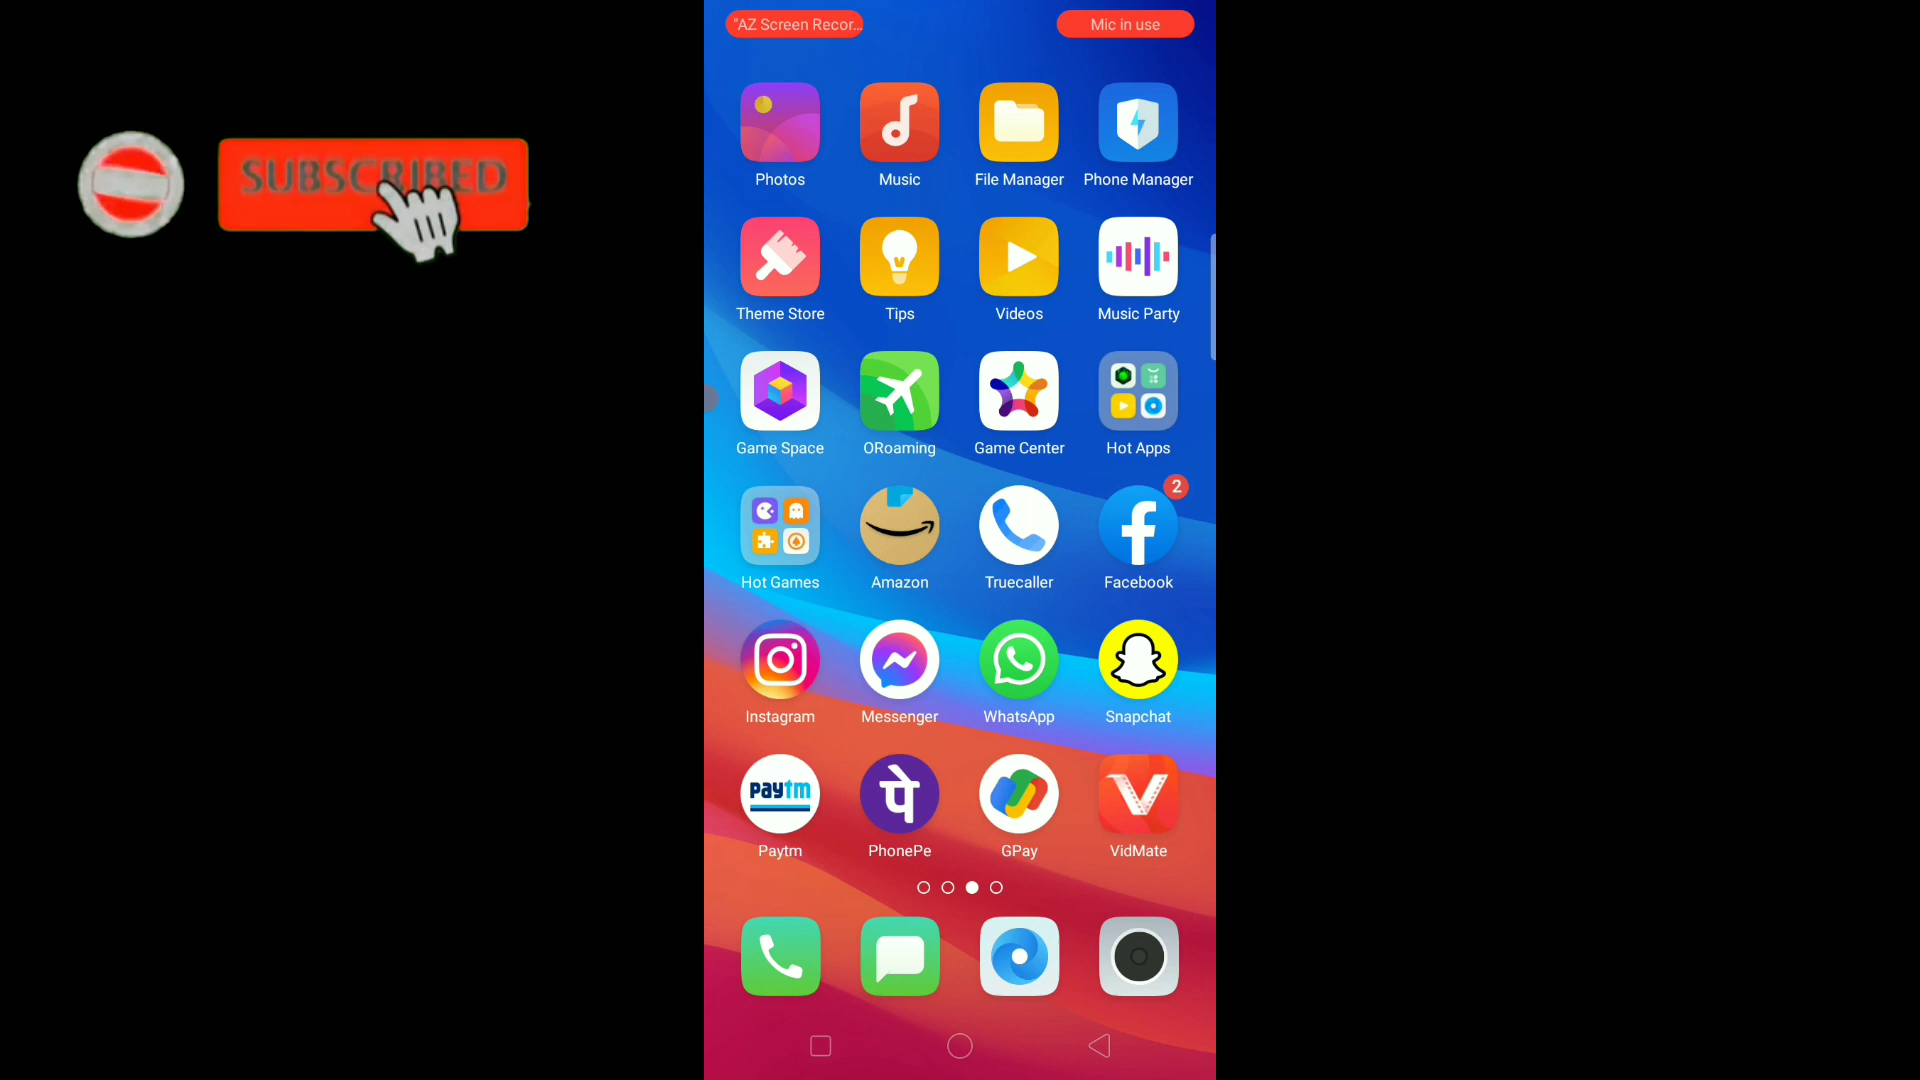 "AZ Screen Recor...
Mic in use
SUBSCRIBED
Photos
Music
File Manager
Phone Manager
Theme Store
Tips
Videos
Music Party
Game Space
ORoaming
Game Center
Hot Apps
2
Hot Games
Amazon
Truecaller
Facebook
Instagram
Messenger
WhatsApp
Snapchat
paytm
पे
Paytm
PhonePe
GPay
VidMate